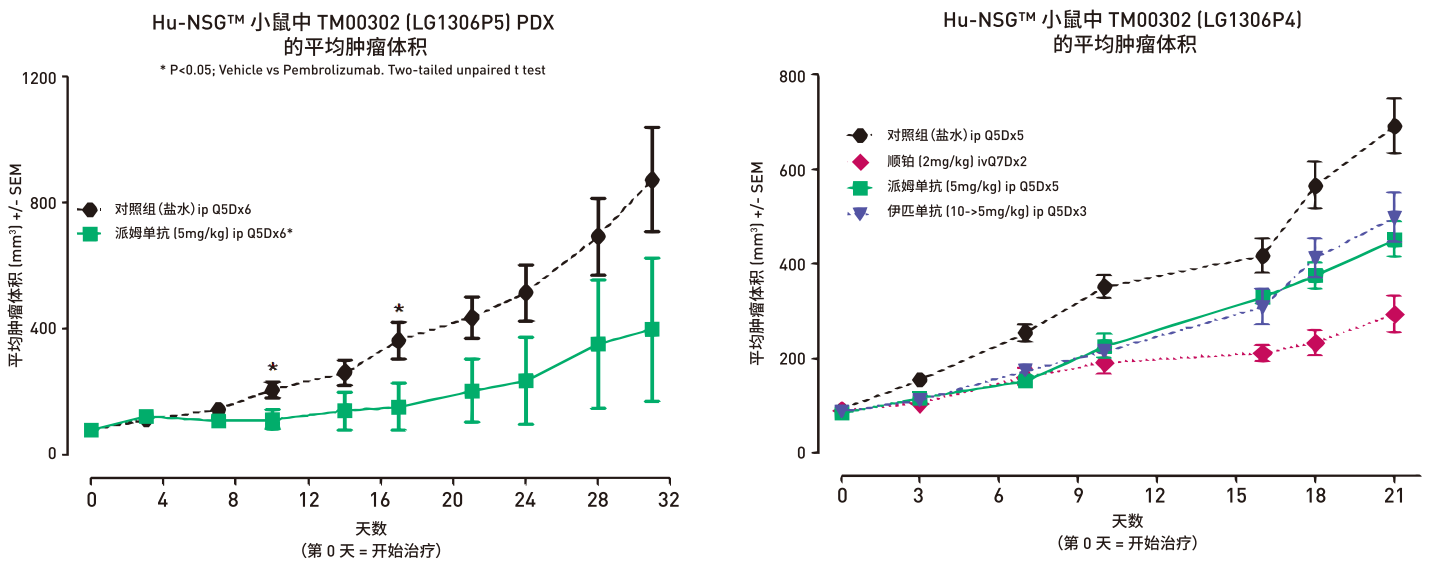 Hu-NSG™ 小鼠中 TM00302 (LG1306P5) PDX
的平均肿瘤体积
* P<0.05; Vehicle vs Pembrolizumab. Two-tailed unpaired t test
平均肿瘤体积 (mm³) +/- SEM
1200
800
400
0
对照组(盐水) ip Q5Dx6
派姆单抗 (5mg/kg) ip Q5Dx6*
*
*
0 4 8 12 16 20 24 28 32
天数
(第 0 天 = 开始治疗)
Hu-NSG™ 小鼠中 TM00302 (LG1306P4)
的平均肿瘤体积
平均肿瘤体积 (mm³) +/- SEM
800
600
400
200
0
对照组(盐水) ip Q5Dx5
顺铂 (2mg/kg) ivQ7Dx2
派姆单抗 (5mg/kg) ip Q5Dx5
伊匹单抗 (10->5mg/kg) ip Q5Dx3
0 3 6 9 12 15 18 21
天数
(第 0 天 = 开始治疗)